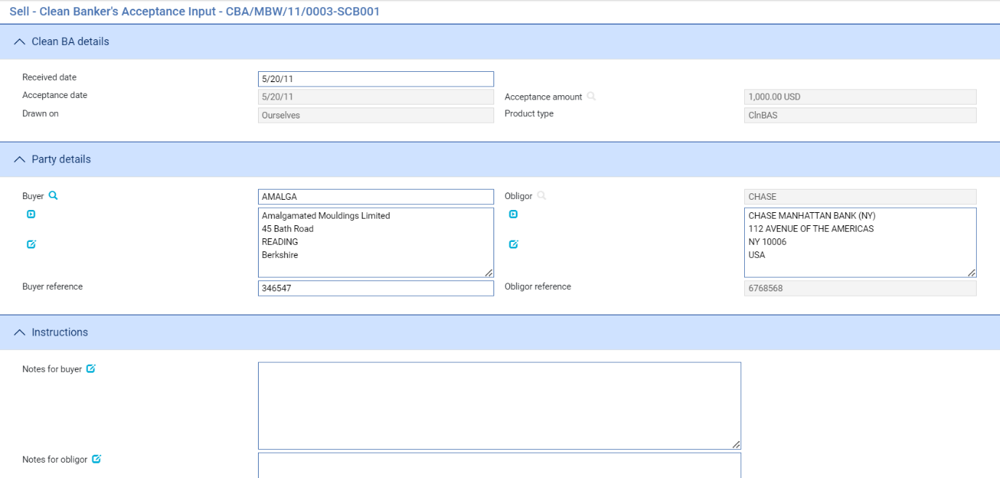 Sell - Clean Banker's Acceptance Input - CBA/MBW/11/0003-SCB001
Clean BA details
Received date 5/20/11
Acceptance date 5/20/11 Acceptance amount 1,000.00 USD
Drawn on Ourselves Product type ClnBAS
Party details
Buyer AMALGA Obligor CHASE
Amalgamated Mouldings Limited CHASE MANHATTAN BANK (NY)
45 Bath Road 112 AVENUE OF THE AMERICAS
READING NY 10006
Berkshire USA
Buyer reference 346547 Obligor reference 6768568
Instructions
Notes for buyer
Notes for obligor